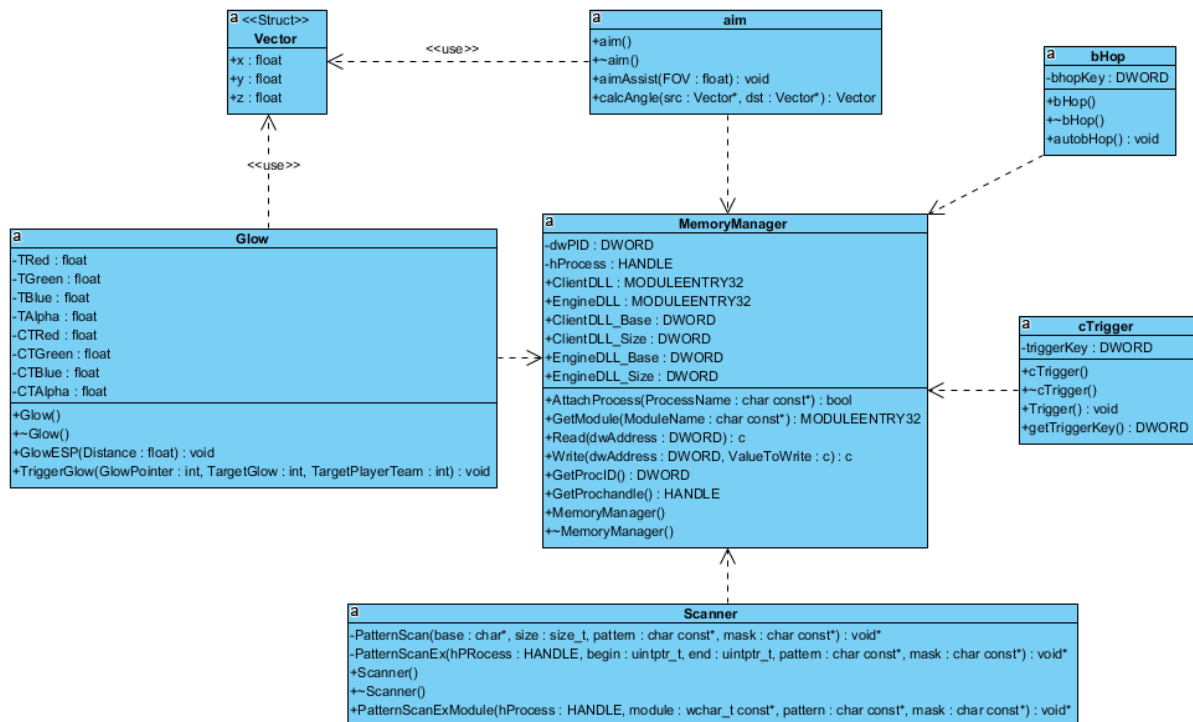 a
<<Struct>>
Vector
+x : float
+y : float
+z : float
<<use>>
a
aim
+aim()
+~aim()
+aimAssist(FOV : float) : void
+calcAngle(src : Vector*, dst : Vector*) : Vector
a
bHop
-bhopKey : DWORD
+bHop()
+~bHop()
+autobHop() : void
<<use>>
a
Glow
-TRed : float
-TGreen : float
-TBlue : float
-TAlpha : float
-CTRed : float
-CTGreen : float
-CTBlue : float
-CTAlpha : float
+Glow()
+~Glow()
+GlowESP(Distance : float) : void
+TriggerGlow(GlowPointer : int, TargetGlow : int, TargetPlayerTeam : int) : void
a
MemoryManager
-dwPID : DWORD
-hProcess : HANDLE
+ClientDLL : MODULEENTRY32
+EngineDLL : MODULEENTRY32
+ClientDLL_Base : DWORD
+ClientDLL_Size : DWORD
+EngineDLL_Base : DWORD
+EngineDLL_Size : DWORD
+AttachProcess(ProcessName : char const*) : bool
+GetModule(ModuleName : char const*) : MODULEENTRY32
+Read(dwAddress : DWORD) : c
+Write(dwAddress : DWORD, ValueToWrite : c) : c
+GetProcID() : DWORD
+GetProchandle() : HANDLE
+MemoryManager()
+~MemoryManager()
a
cTrigger
-triggerKey : DWORD
+cTrigger()
+~cTrigger()
+Trigger() : void
+getTriggerKey() : DWORD
a
Scanner
-PatternScan(base : char*, size : size_t, pattern : char const*, mask : char const*) : void*
-PatternScanEx(hPRocess : HANDLE, begin : uintptr_t, end : uintptr_t, pattern : char const*, mask : char const*) : void*
+Scanner()
+~Scanner()
+PatternScanExModule(hProcess : HANDLE, module : wchar_t const*, pattern : char const*, mask : char const*) : void*